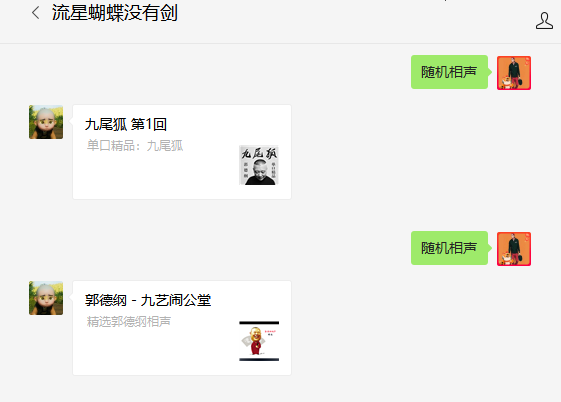 流星蝴蝶没有剑
随机相声
九尾狐 第1回
单口精品：九尾狐
九尾狐
随机相声
郭德纲 - 九艺闹公堂
精选郭德纲相声